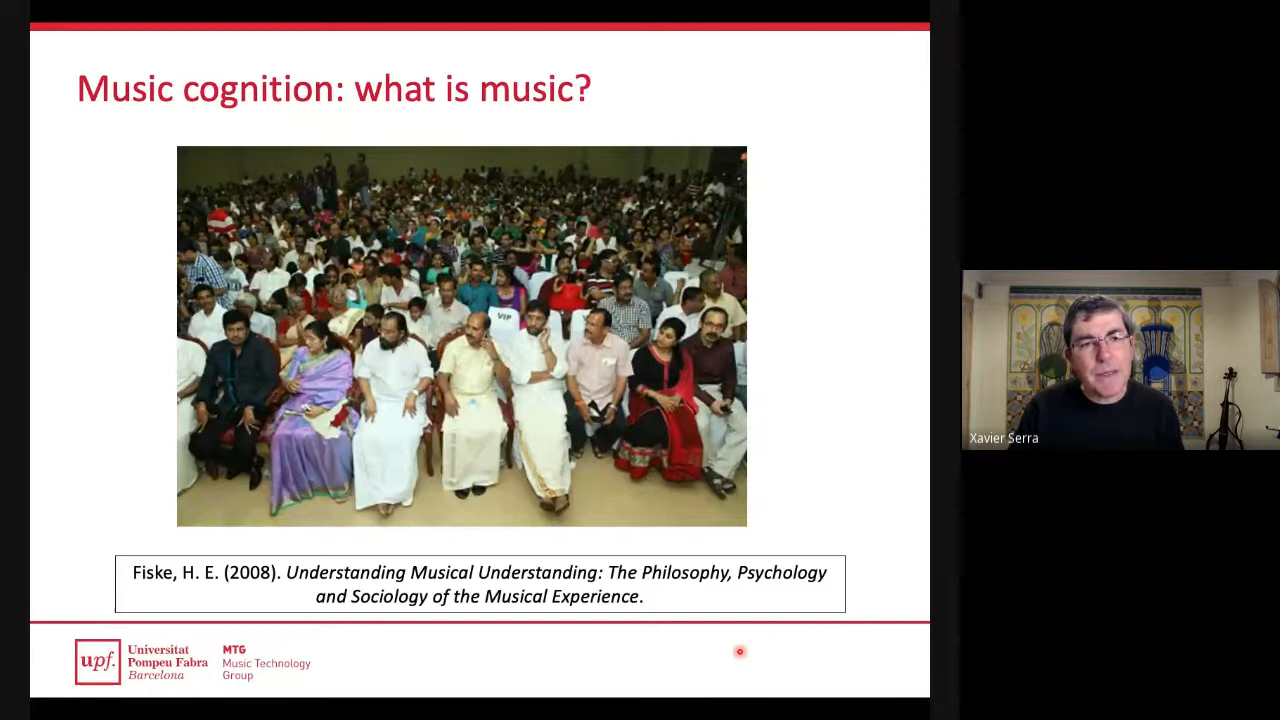 Music cognition: what is music?
VIP
Fiske, H. E. (2008). Understanding Musical Understanding: The Philosophy, Psychology
and Sociology of the Musical Experience.
upf.
Universitat
Pompeu Fabra
Barcelona
MTG
Music Technology
Group
Xavier Serra